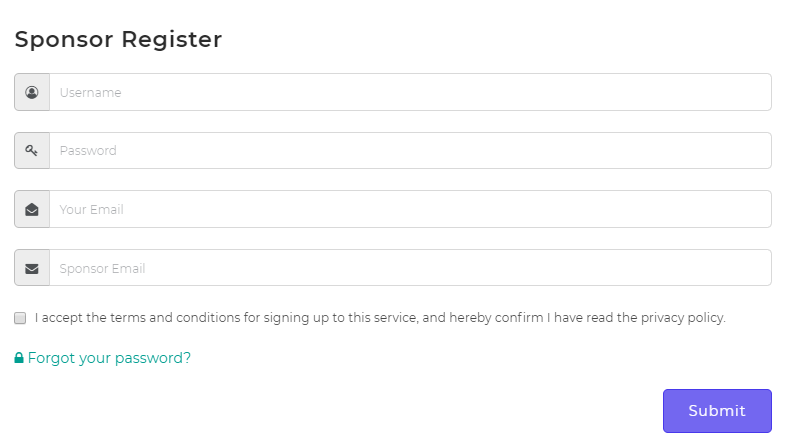 Sponsor Register
Username
Password
Your Email
Sponsor Email
I accept the terms and conditions for signing up to this service, and hereby confirm I have read the privacy policy.
Forgot your password?
Submit